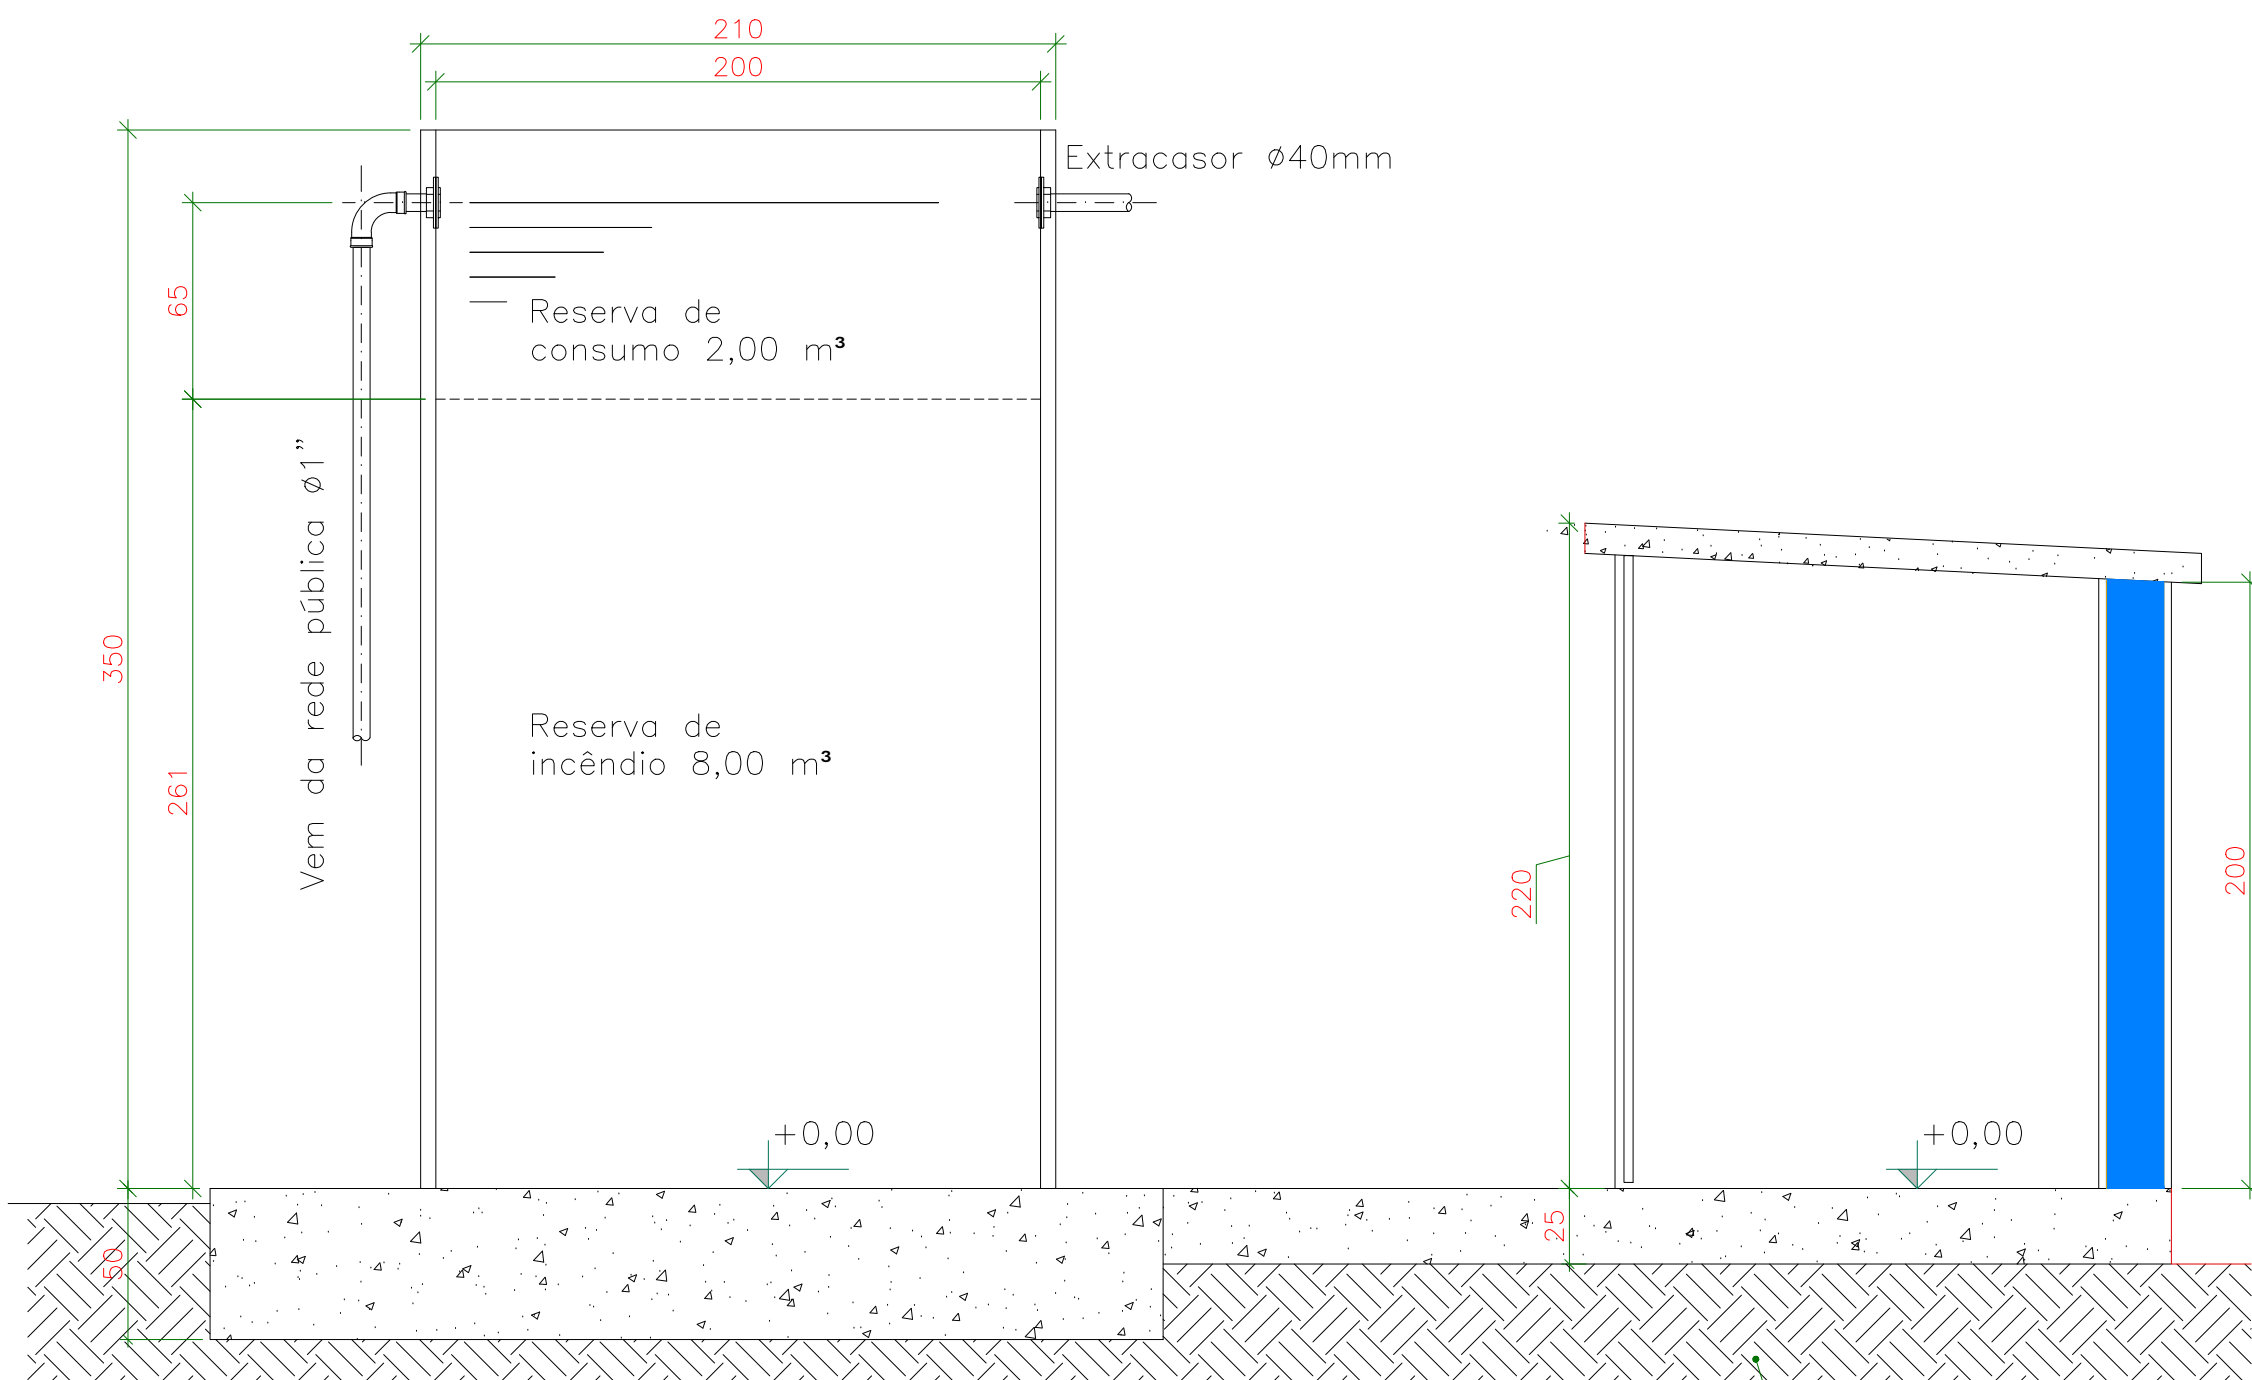 210
200
Extracasor Ø40mm
65
Reserva de
consumo 2,00 m³
Vem da rede pública Ø1”
350
261
Reserva de
incêndio 8,00 m³
220
200
+0,00
+0,00
25
50